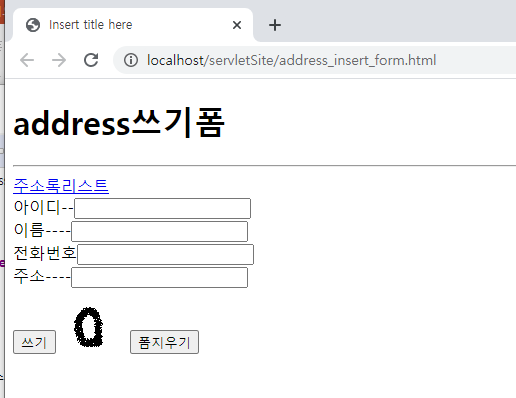 Insert title here
localhost/servletSite/address_insert_form.html
address쓰기폼
주소록리스트
아이디--
이름----
전화번호
주소----
쓰기 폼지우기